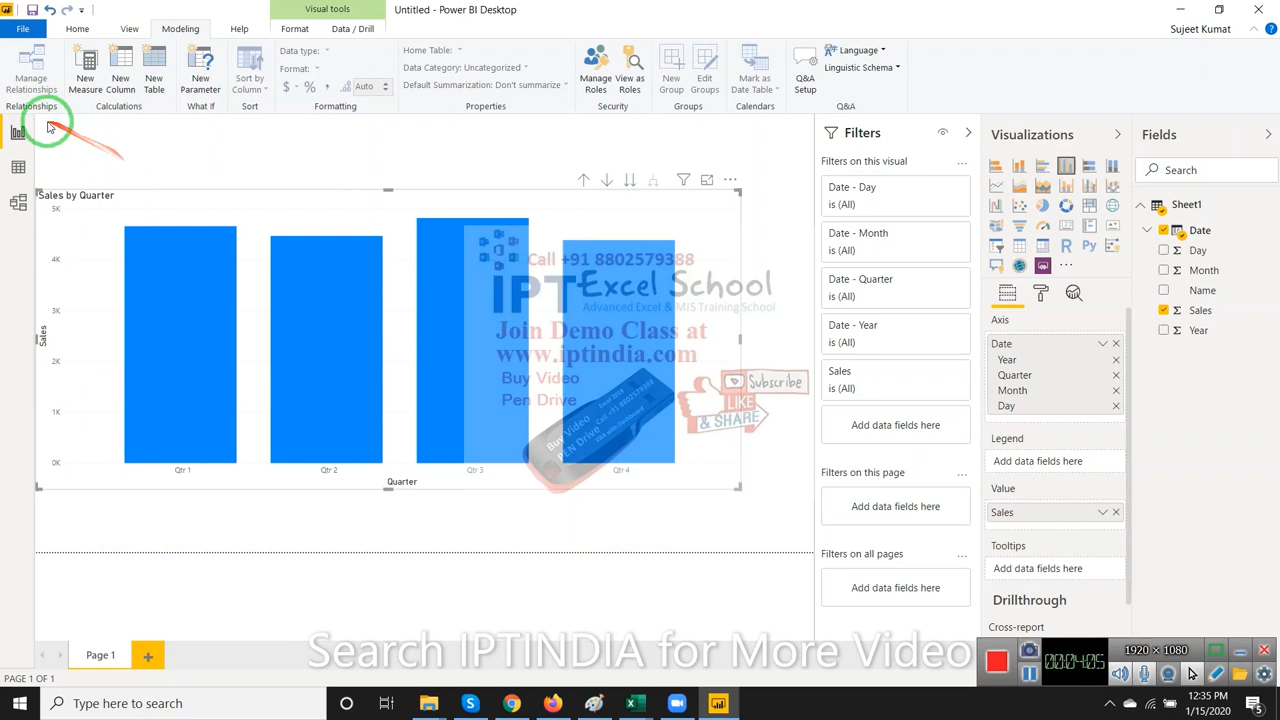 Visual tools
Untitled - Power BI Desktop
File
Home
View
Modeling
Help
Format
Data / Drill
Sujeet Kumat
Manage
Relationships
New
Measure
New
Column
New
Table
New
Parameter
Sort by
Column
Data type:
Format:
$ % , Auto
Home Table:
Data Category: Uncategorized
Default Summarization: Don't summarize
Manage
Roles
View as
Roles
New
Group
Edit
Groups
Mark as
Date Table
Q&A
Setup
Language
Linguistic Schema
Relationships
Calculations
What If
Sort
Formatting
Properties
Security
Groups
Calendars
Q&A
Sales by Quarter
5K
4K
3K
2K
1K
0K
Sales
Qtr 1
Qtr 2
Qtr 3
Qtr 4
Quarter
Call +91 8802579388
IPT Excel School
Advanced Excel & MIS Training School
Join Demo Class at
www.iptindia.com
Buy Video
Pen Drive
Buy Video
PEN Drive
Subscribe
LIKE
& SHARE
Filters
Filters on this visual
Date - Day
is (All)
Date - Month
is (All)
Date - Quarter
is (All)
Date - Year
is (All)
Sales
is (All)
Add data fields here
Filters on this page
Add data fields here
Filters on all pages
Add data fields here
Visualizations
R
Py
Axis
Date
Year
Quarter
Month
Day
Legend
Add data fields here
Value
Sales
Tooltips
Add data fields here
Drillthrough
Cross-report
Fields
Search
Sheet1
Date
Day
Month
Name
Sales
Year
Page 1
PAGE 1 OF 1
Search IPTINDIA for More Video
1920 × 1080
00:04:05
Type here to search
12:35 PM
1/15/2020
5